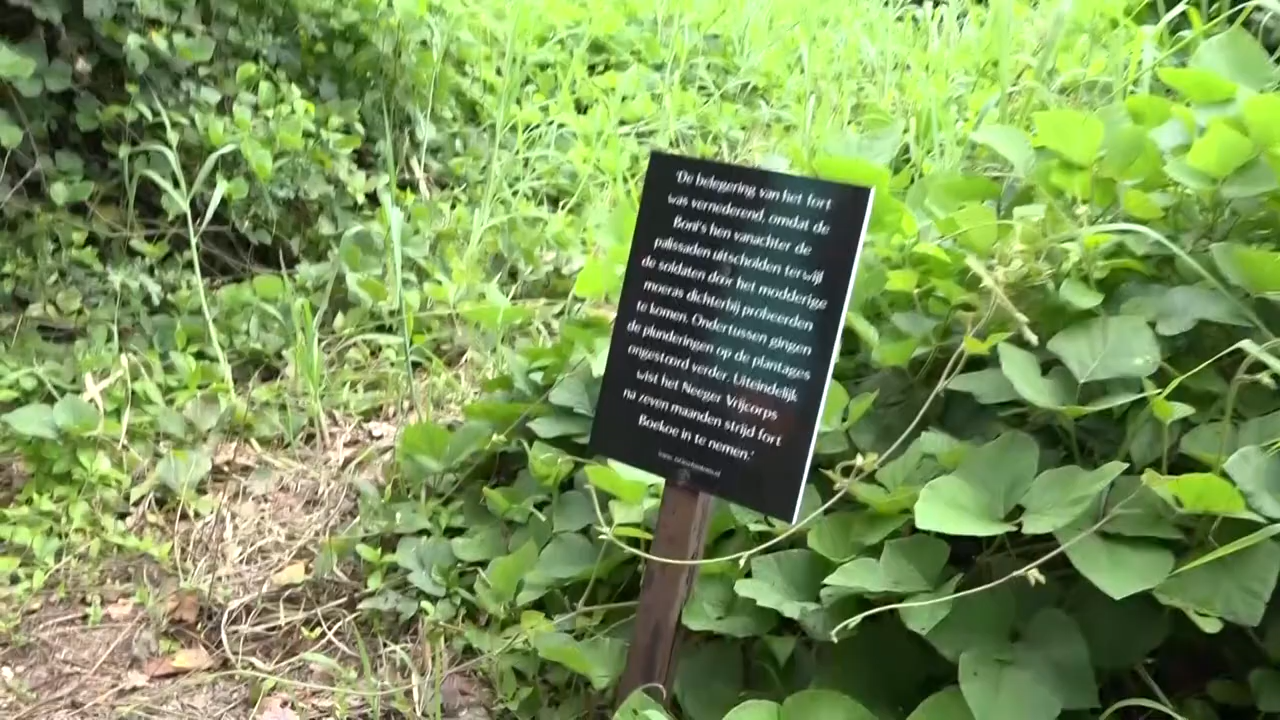 'De belegering van het fort
was vernederend, omdat de
Boni's hen vanachter de
palissaden uitscholden terwijl
de soldaten door het modderige
moeras dichterbij probeerden
te komen. Ondertussen gingen
de plunderingen op de plantages
ongestoord verder. Uiteindelijk
wist het Neeger Vrijcorps
na zeven maanden strijd fort
Boekoe in te nemen.'